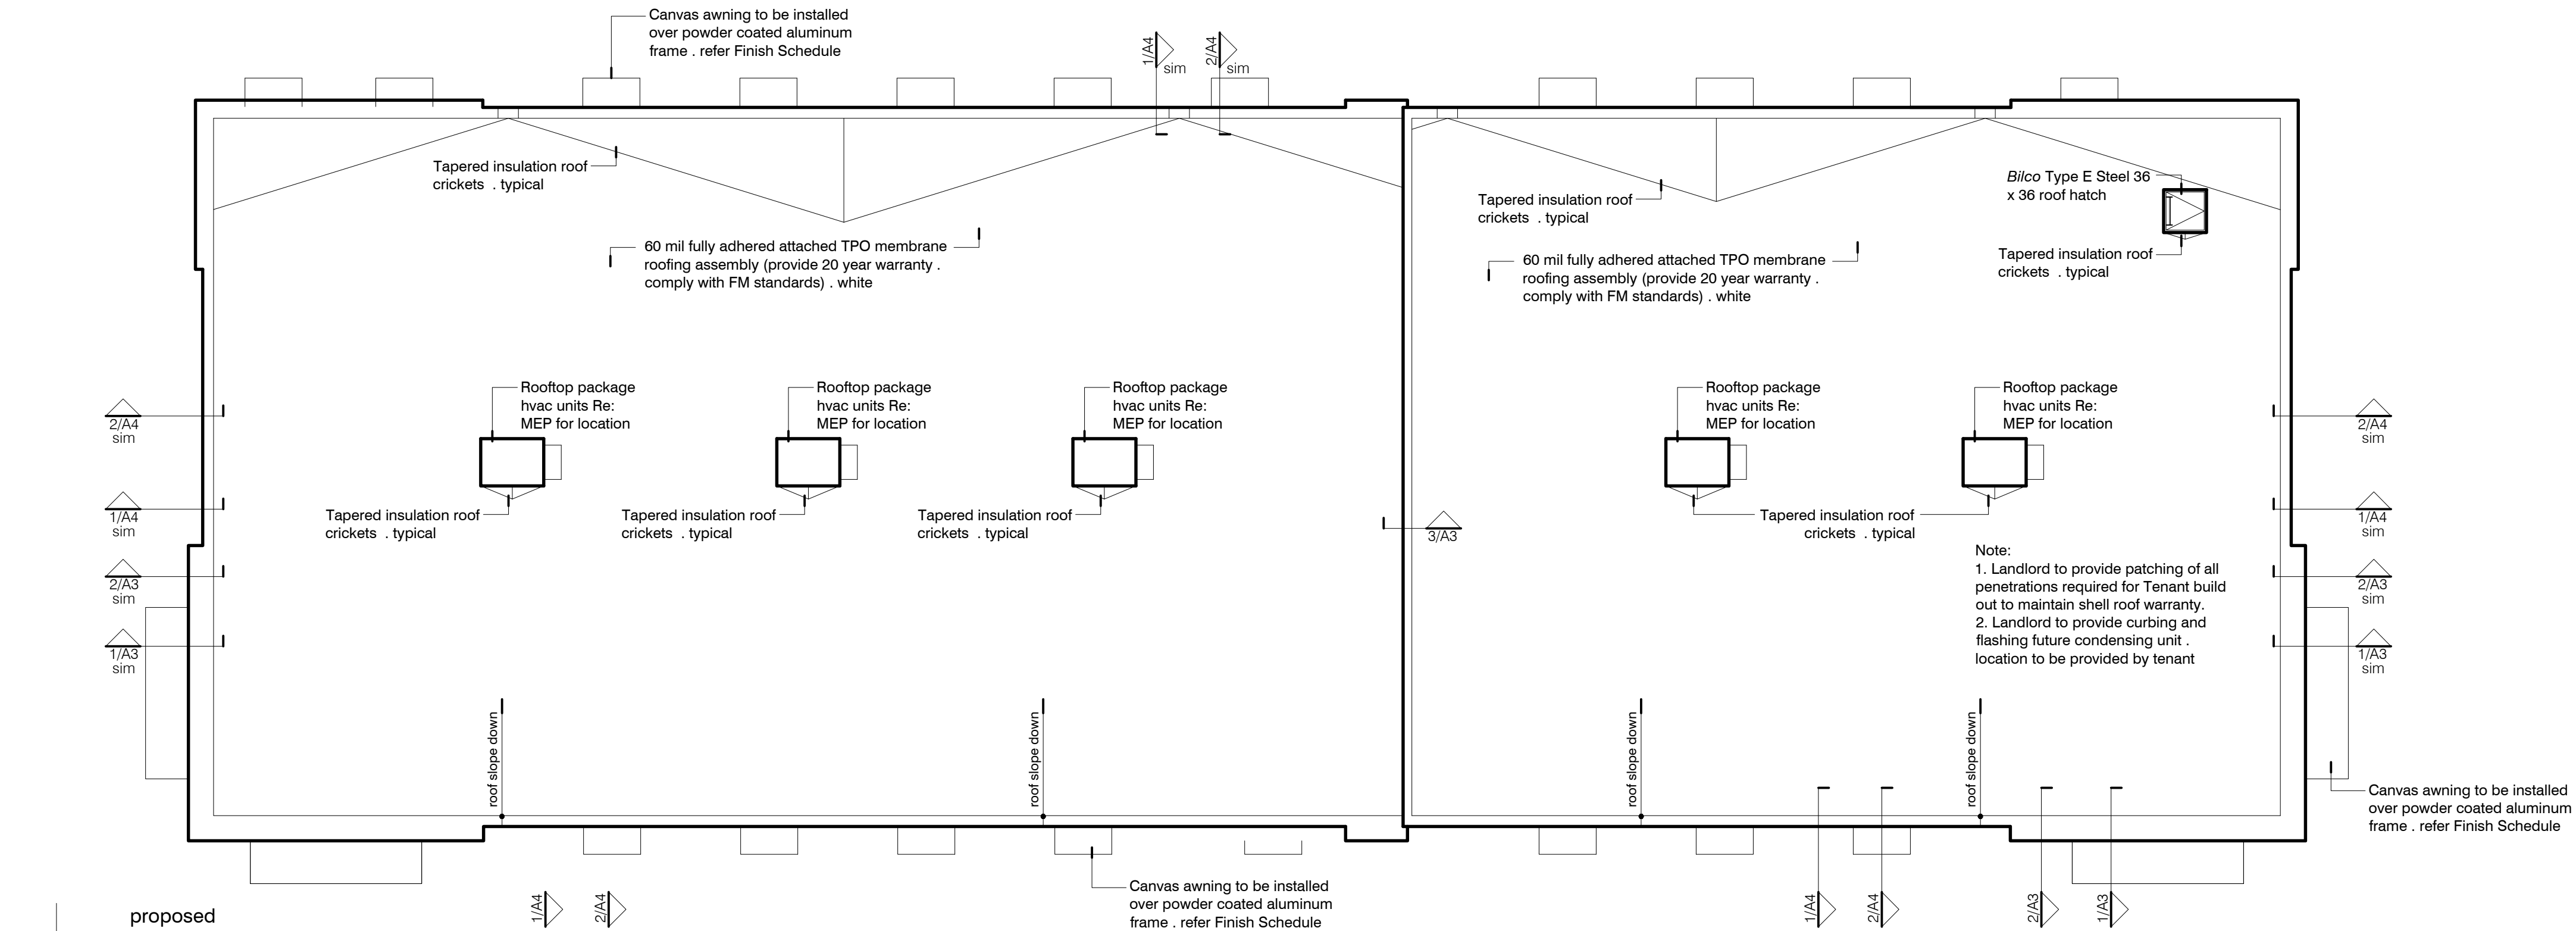 Canvas awning to be installed
over powder coated aluminum
frame . refer Finish Schedule
1/A4
sim
2/A4
sim
Tapered insulation roof
crickets . typical
60 mil fully adhered attached TPO membrane
roofing assembly (provide 20 year warranty .
comply with FM standards) . white
Tapered insulation roof
crickets . typical
60 mil fully adhered attached TPO membrane
roofing assembly (provide 20 year warranty .
comply with FM standards) . white
Bilco Type E Steel 36
x 36 roof hatch
Tapered insulation roof
crickets . typical
Rooftop package
hvac units Re:
MEP for location
Rooftop package
hvac units Re:
MEP for location
Rooftop package
hvac units Re:
MEP for location
Rooftop package
hvac units Re:
MEP for location
Rooftop package
hvac units Re:
MEP for location
2/A4
sim
1/A4
sim
2/A3
sim
1/A3
sim
Tapered insulation roof
crickets . typical
Tapered insulation roof
crickets . typical
Tapered insulation roof
crickets . typical
3/A3
Tapered insulation roof
crickets . typical
Note:
1. Landlord to provide patching of all
penetrations required for Tenant build
out to maintain shell roof warranty.
2. Landlord to provide curbing and
flashing future condensing unit .
location to be provided by tenant
2/A4
sim
1/A4
sim
2/A3
sim
1/A3
sim
roof slope down
roof slope down
roof slope down
roof slope down
Canvas awning to be installed
over powder coated aluminum
frame . refer Finish Schedule
Canvas awning to be installed
over powder coated aluminum
frame . refer Finish Schedule
proposed
1/A4
2/A4
1/A4
2/A4
2/A3
1/A3